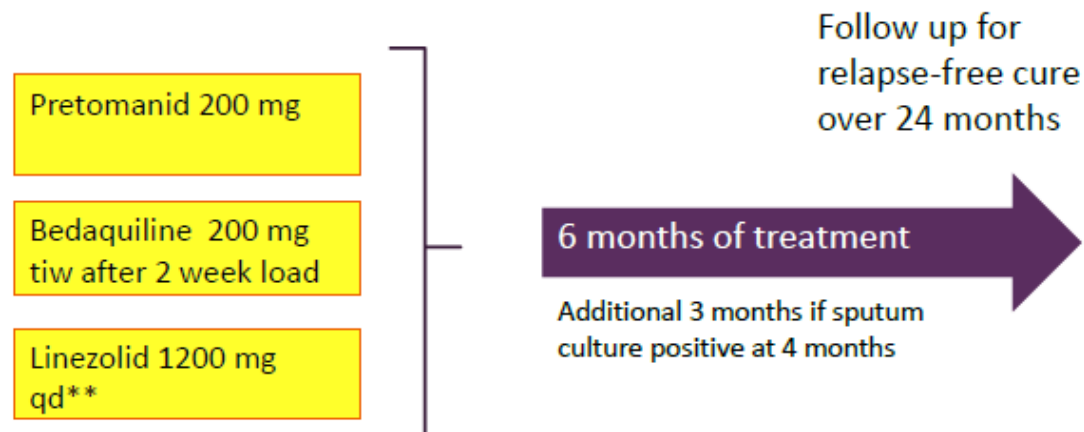 Pretomanid 200 mg
Bedaquiline 200 mg
tiw after 2 week load
Linezolid 1200 mg
qd**
Follow up for
relapse-free cure
over 24 months
6 months of treatment
Additional 3 months if sputum
culture positive at 4 months